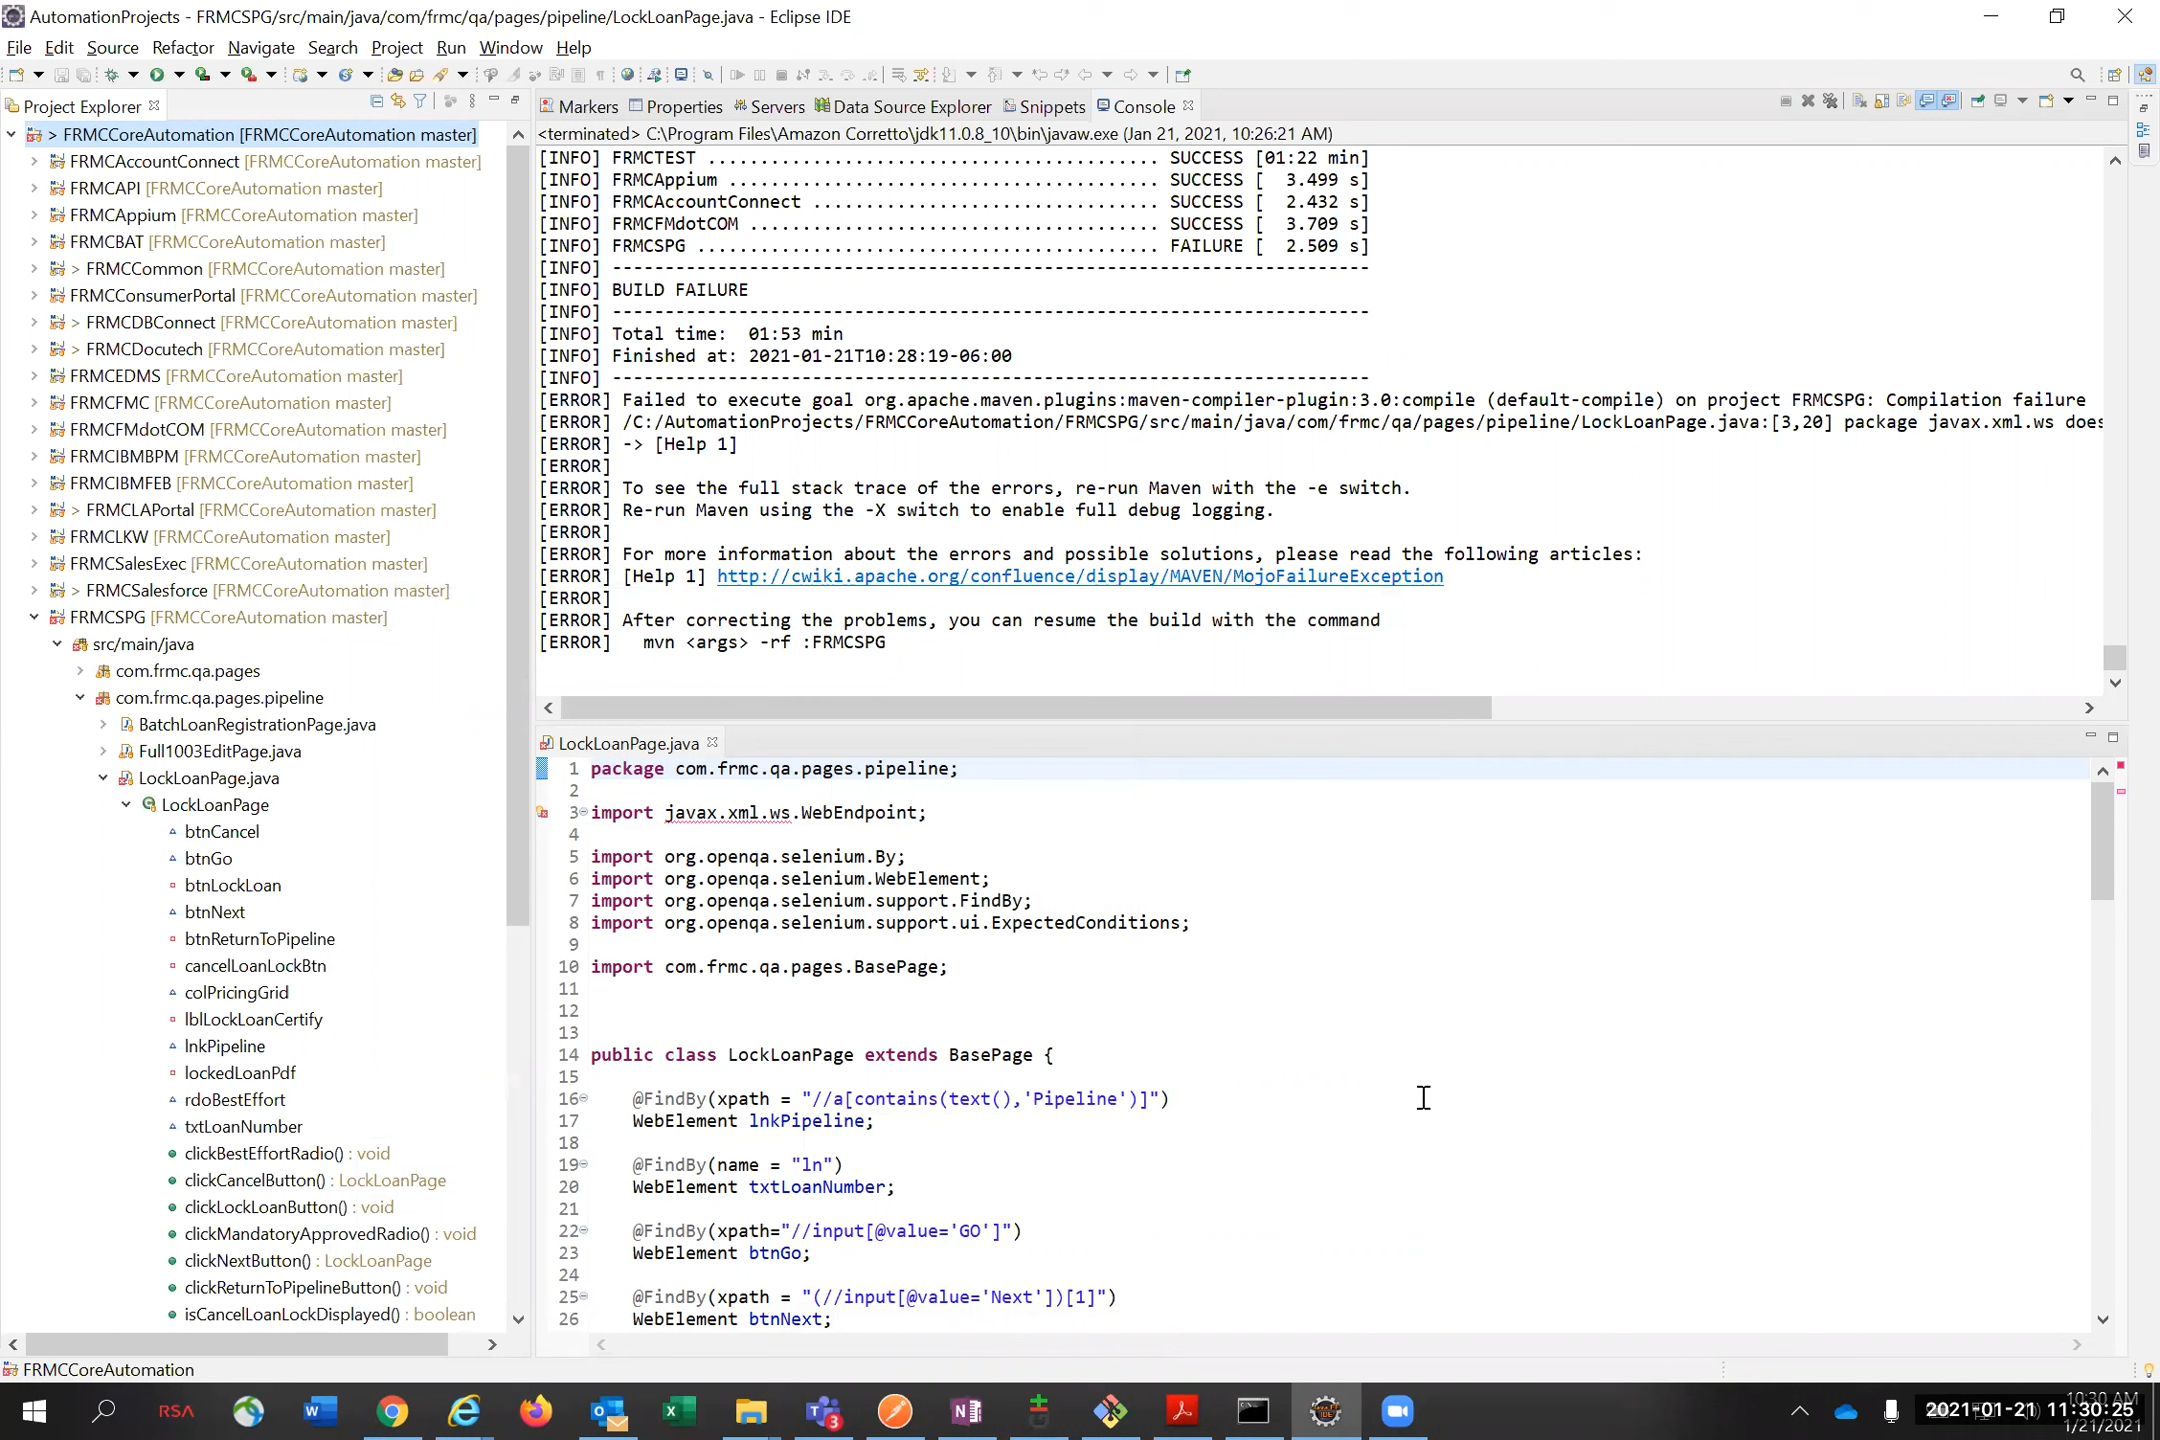 AutomationProjects - FRMCSPG/src/main/java/com/frmc/qa/pages/pipeline/LockLoanPage.java - Eclipse IDE
File Edit Source Refactor Navigate Search Project Run Window Help
Project Explorer
> FRMCCoreAutomation [FRMCCoreAutomation master]
FRMCAccountConnect [FRMCCoreAutomation master]
FRMCAPI [FRMCCoreAutomation master]
FRMCAppium [FRMCCoreAutomation master]
FRMCBAT [FRMCCoreAutomation master]
> FRMCCommon [FRMCCoreAutomation master]
FRMCConsumerPortal [FRMCCoreAutomation master]
> FRMCDBConnect [FRMCCoreAutomation master]
> FRMCDocutech [FRMCCoreAutomation master]
FRMCEDMS [FRMCCoreAutomation master]
FRMCFMC [FRMCCoreAutomation master]
FRMCFMdotCOM [FRMCCoreAutomation master]
FRMCIBMBPM [FRMCCoreAutomation master]
FRMCIBMFEB [FRMCCoreAutomation master]
> FRMCLAPortal [FRMCCoreAutomation master]
FRMCLKW [FRMCCoreAutomation master]
FRMCSalesExec [FRMCCoreAutomation master]
> FRMCSalesforce [FRMCCoreAutomation master]
FRMCSPG [FRMCCoreAutomation master]
src/main/java
com.frmc.qa.pages
com.frmc.qa.pages.pipeline
BatchLoanRegistrationPage.java
Full1003EditPage.java
LockLoanPage.java
LockLoanPage
btnCancel
btnGo
btnLockLoan
btnNext
btnReturnToPipeline
cancelLoanLockBtn
colPricingGrid
lblLockLoanCertify
lnkPipeline
lockedLoanPdf
rdoBestEffort
txtLoanNumber
clickBestEffortRadio() : void
clickCancelButton() : LockLoanPage
clickLockLoanButton() : void
clickMandatoryApprovedRadio() : void
clickNextButton() : LockLoanPage
clickReturnToPipelineButton() : void
isCancelLoanLockDisplayed() : boolean
FRMCCoreAutomation
Markers Properties Servers Data Source Explorer Snippets Console
<terminated> C:\Program Files\Amazon Corretto\jdk11.0.8_10\bin\javaw.exe (Jan 21, 2021, 10:26:21 AM)
[INFO] FRMCTEST ........................................... SUCCESS [01:22 min]
[INFO] FRMCAppium ......................................... SUCCESS [  3.499 s]
[INFO] FRMCAccountConnect ................................. SUCCESS [  2.432 s]
[INFO] FRMCFMdotCOM ....................................... SUCCESS [  3.709 s]
[INFO] FRMCSPG ............................................ FAILURE [  2.509 s]
[INFO] ------------------------------------------------------------------------
[INFO] BUILD FAILURE
[INFO] ------------------------------------------------------------------------
[INFO] Total time:  01:53 min
[INFO] Finished at: 2021-01-21T10:28:19-06:00
[INFO] ------------------------------------------------------------------------
[ERROR] Failed to execute goal org.apache.maven.plugins:maven-compiler-plugin:3.0:compile (default-compile) on project FRMCSPG: Compilation failure
[ERROR] /C:/AutomationProjects/FRMCCoreAutomation/FRMCSPG/src/main/java/com/frmc/qa/pages/pipeline/LockLoanPage.java:[3,20] package javax.xml.ws does
[ERROR] -> [Help 1]
[ERROR]
[ERROR] To see the full stack trace of the errors, re-run Maven with the -e switch.
[ERROR] Re-run Maven using the -X switch to enable full debug logging.
[ERROR]
[ERROR] For more information about the errors and possible solutions, please read the following articles:
[ERROR] [Help 1] http://cwiki.apache.org/confluence/display/MAVEN/MojoFailureException
[ERROR]
[ERROR] After correcting the problems, you can resume the build with the command
[ERROR]   mvn <args> -rf :FRMCSPG
LockLoanPage.java
1 package com.frmc.qa.pages.pipeline;
2
3 import javax.xml.ws.WebEndpoint;
4
5 import org.openqa.selenium.By;
6 import org.openqa.selenium.WebElement;
7 import org.openqa.selenium.support.FindBy;
8 import org.openqa.selenium.support.ui.ExpectedConditions;
9
10 import com.frmc.qa.pages.BasePage;
11
12
13
14 public class LockLoanPage extends BasePage {
15
16 @FindBy(xpath = "//a[contains(text(),'Pipeline')]")
17 WebElement lnkPipeline;
18
19 @FindBy(name = "ln")
20 WebElement txtLoanNumber;
21
22 @FindBy(xpath="//input[@value='GO']")
23 WebElement btnGo;
24
25 @FindBy(xpath = "(//input[@value='Next'])[1]")
26 WebElement btnNext;
RSA
3
10:30 AM
2021-01-21 11:30:25
1/21/2021